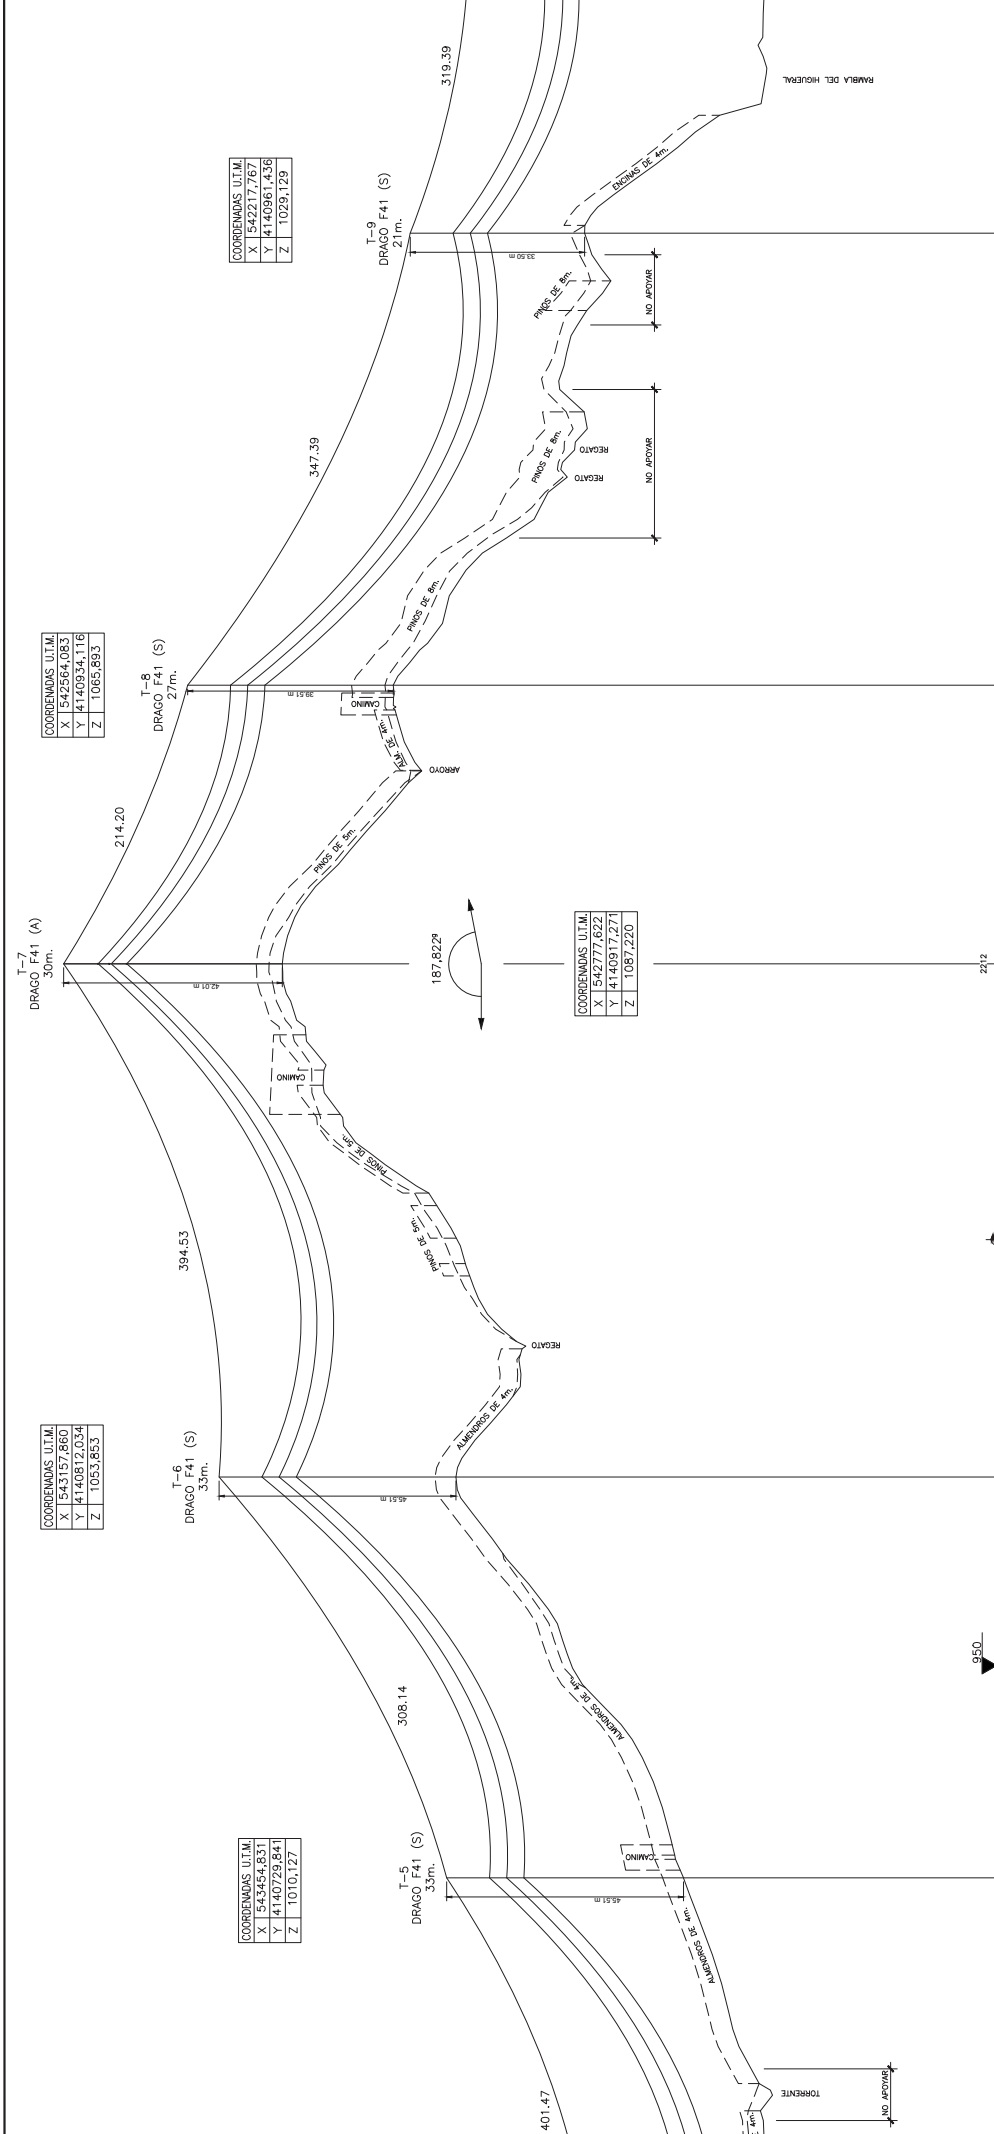 401.47
T-5
DRAGO F41 (S)
33m.
45.51 m
COORDENADAS U.T.M.
X 543454,831
Y 4140729,841
Z 1010,127
4m.
TORRENTE
NO APOYAR
ALMENDROS DE 4m.
CAMINO
308.14
ALMENDROS DE 4m.
950
T-6
DRAGO F41 (S)
33m.
45.51 m
COORDENADAS U.T.M.
X 543157,860
Y 4140812,034
Z 1053,853
ALMENDROS DE 4m.
REGATO
394.53
PINOS DE 5m.
PINOS DE 5m.
CAMINO
T-7
DRAGO F41 (A)
30m.
42.01 m
187,822g
COORDENADAS U.T.M.
X 542777,622
Y 4140917,271
Z 1087,220
2212
214.20
PINOS DE 5m.
ARROYO
ALM. DE 4m.
CAMINO
T-8
DRAGO F41 (S)
27m.
39.51 m
COORDENADAS U.T.M.
X 542564,083
Y 4140934,116
Z 1065,893
347.39
PINOS DE 8m.
PINOS DE 8m.
REGATO
REGATO
NO APOYAR
PINOS DE 8m.
NO APOYAR
T-9
DRAGO F41 (S)
21m.
33.50 m
COORDENADAS U.T.M.
X 542217,767
Y 4140961,436
Z 1029,129
319.39
ENCINAS DE 4m.
RAMBLA DEL HIGUERAL